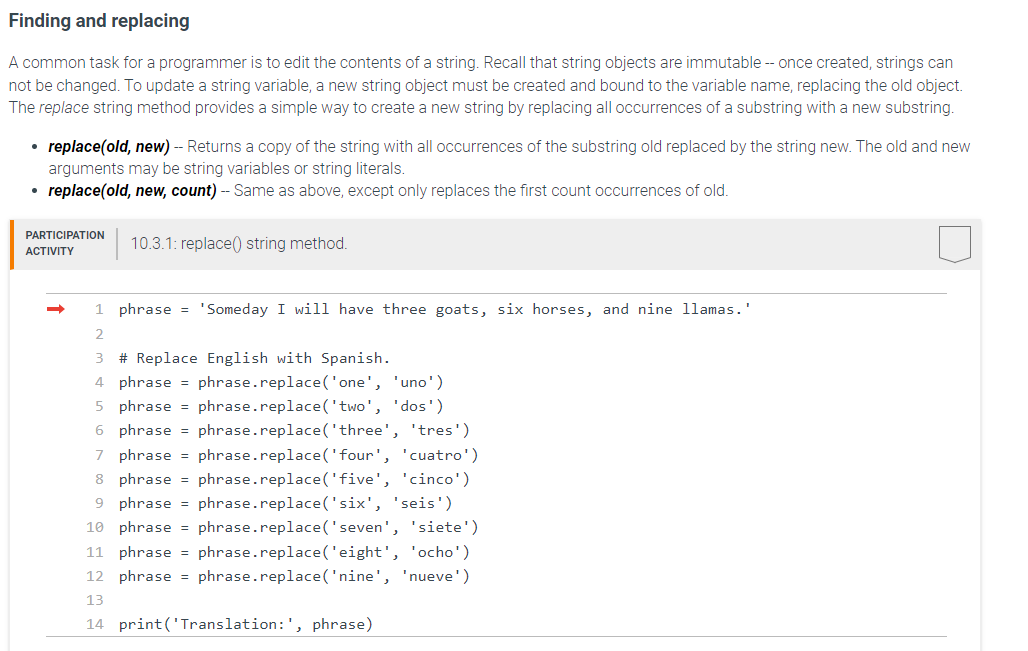 Finding and replacing
A common task for a programmer is to edit the contents of a string. Recall that string objects are immutable -- once created, strings can
not be changed. To update a string variable, a new string object must be created and bound to the variable name, replacing the old object.
The replace string method provides a simple way to create a new string by replacing all occurrences of a substring with a new substring.
• replace(old, new) -- Returns a copy of the string with all occurrences of the substring old replaced by the string new. The old and new
arguments may be string variables or string literals.
• replace(old, new, count) -- Same as above, except only replaces the first count occurrences of old.
PARTICIPATION
ACTIVITY
10.3.1: replace() string method.
1 phrase = 'Someday I will have three goats, six horses, and nine llamas.'
2
3 # Replace English with Spanish.
4 phrase = phrase.replace('one', 'uno')
5 phrase = phrase.replace('two', 'dos')
6 phrase = phrase.replace('three', 'tres')
7 phrase = phrase.replace('four', 'cuatro')
8 phrase = phrase.replace('five', 'cinco')
9 phrase = phrase.replace('six', 'seis')
10 phrase = phrase.replace('seven', 'siete')
11 phrase = phrase.replace('eight', 'ocho')
12 phrase = phrase.replace('nine', 'nueve')
13
14 print('Translation:', phrase)